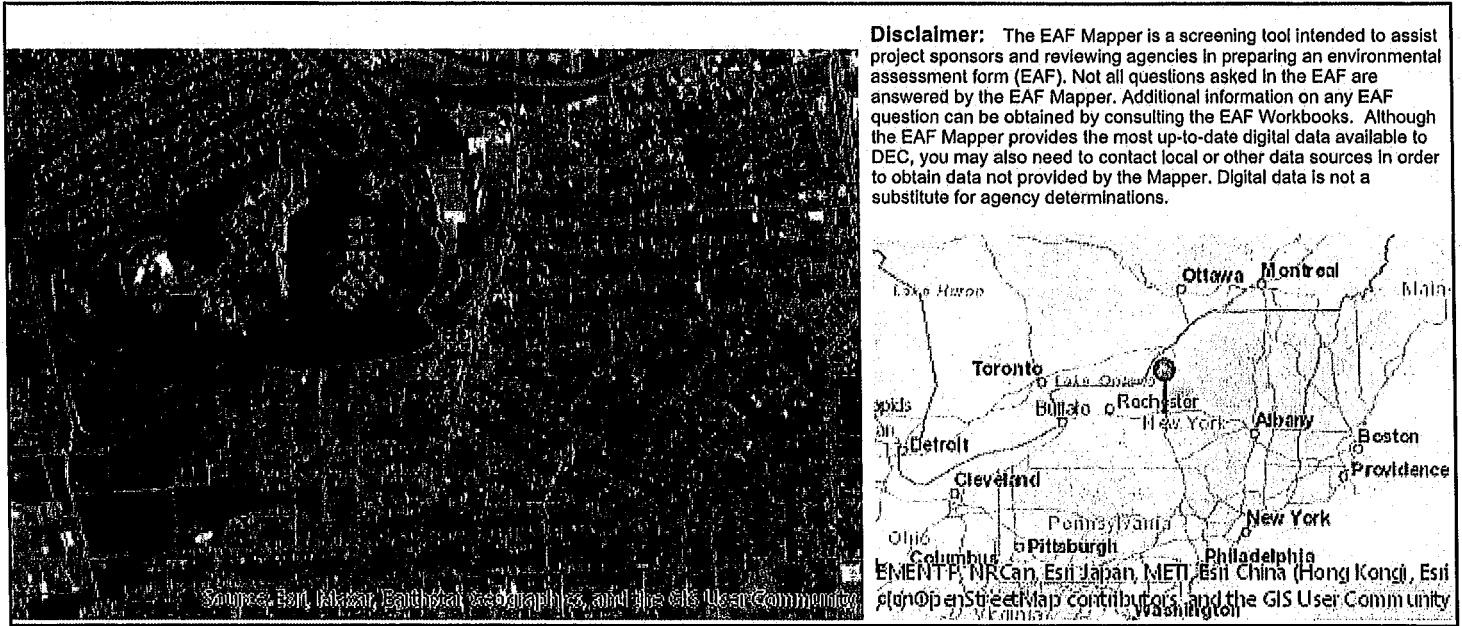 Disclaimer: The EAF Mapper is a screening tool intended to assist
project sponsors and reviewing agencies in preparing an environmental
assessment form (EAF). Not all questions asked in the EAF are
answered by the EAF Mapper. Additional information on any EAF
question can be obtained by consulting the EAF Workbooks. Although
the EAF Mapper provides the most up-to-date digital data available to
DEC, you may also need to contact local or other data sources in order
to obtain data not provided by the Mapper. Digital data is not a
substitute for agency determinations.
Ottawa
Montreal
Lake Huron
Main
Toronto
Lake Ontario
apids
Buffalo
Rochester
New York
Albany
Detroit
Boston
Providence
Cleveland
New York
Pennsylvania
Ohio
Pittsburgh
Columbus
Philadelphia
EMENTP, NRCan, Esri Japan, METI, Esri China (Hong Kong), Esri
OpenStreetMap contributors, and the GIS User Community
Washington
Source: Esri, Maxar, Earthstar Geographics, and the GIS User Community